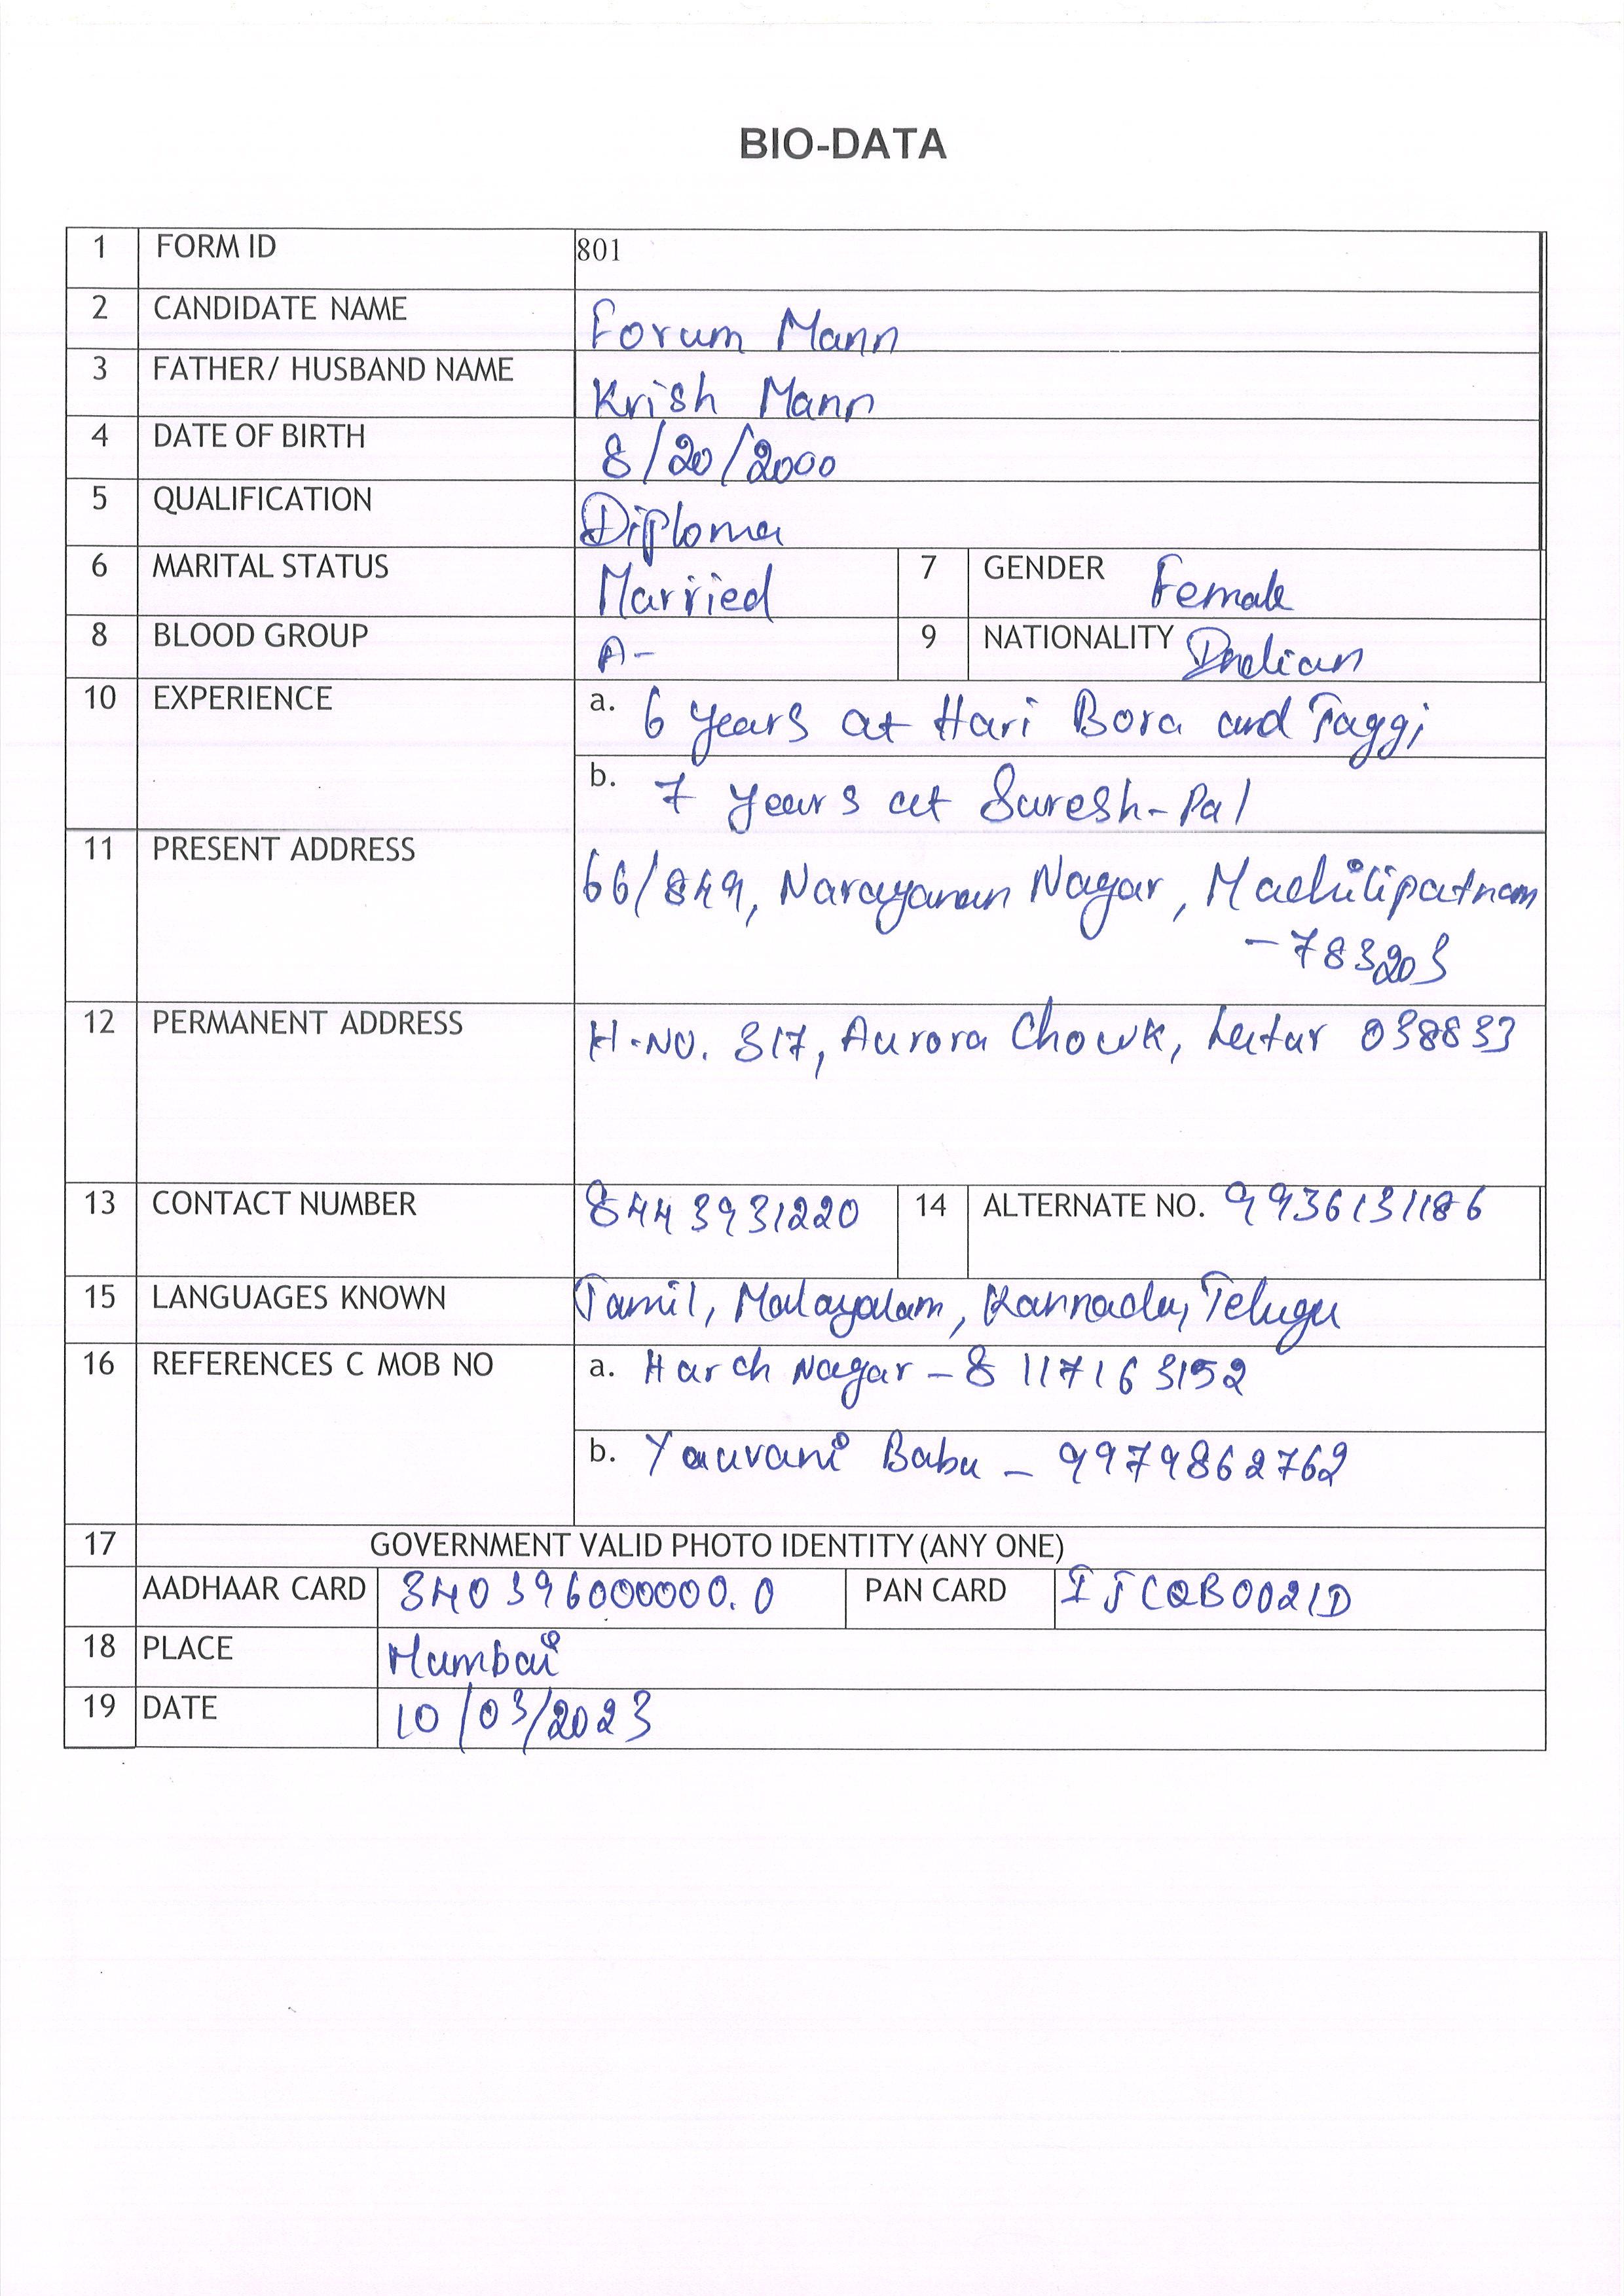 BIO-DATA
1 FORM ID 801
2 CANDIDATE NAME Forum Mann
3 FATHER/ HUSBAND NAME Krish Mann
4 DATE OF BIRTH 8/20/2000
5 QUALIFICATION Diploma
6 MARITAL STATUS Married 7 GENDER Female
8 BLOOD GROUP A- 9 NATIONALITY Indian
10 EXPERIENCE a. 6 years at Hari Bora and Taggi
b. 7 years at Suresh-Pal
11 PRESENT ADDRESS 66/849, Narayanan Nagar, Machilipatnam
- 783203
12 PERMANENT ADDRESS H.NO. 317, Aurora Chowk, Latur 038833
13 CONTACT NUMBER 8443931220 14 ALTERNATE NO. 9936131186
15 LANGUAGES KNOWN Tamil, Malayalam, Kannada, Telugu
16 REFERENCES C MOB NO a. Harch Nagar - 8117163152
b. Yauvani Babu - 9979862762
17 GOVERNMENT VALID PHOTO IDENTITY (ANY ONE)
AADHAAR CARD 340396000000.0 PAN CARD IJCQB0021D
18 PLACE Mumbai
19 DATE 10/03/2023